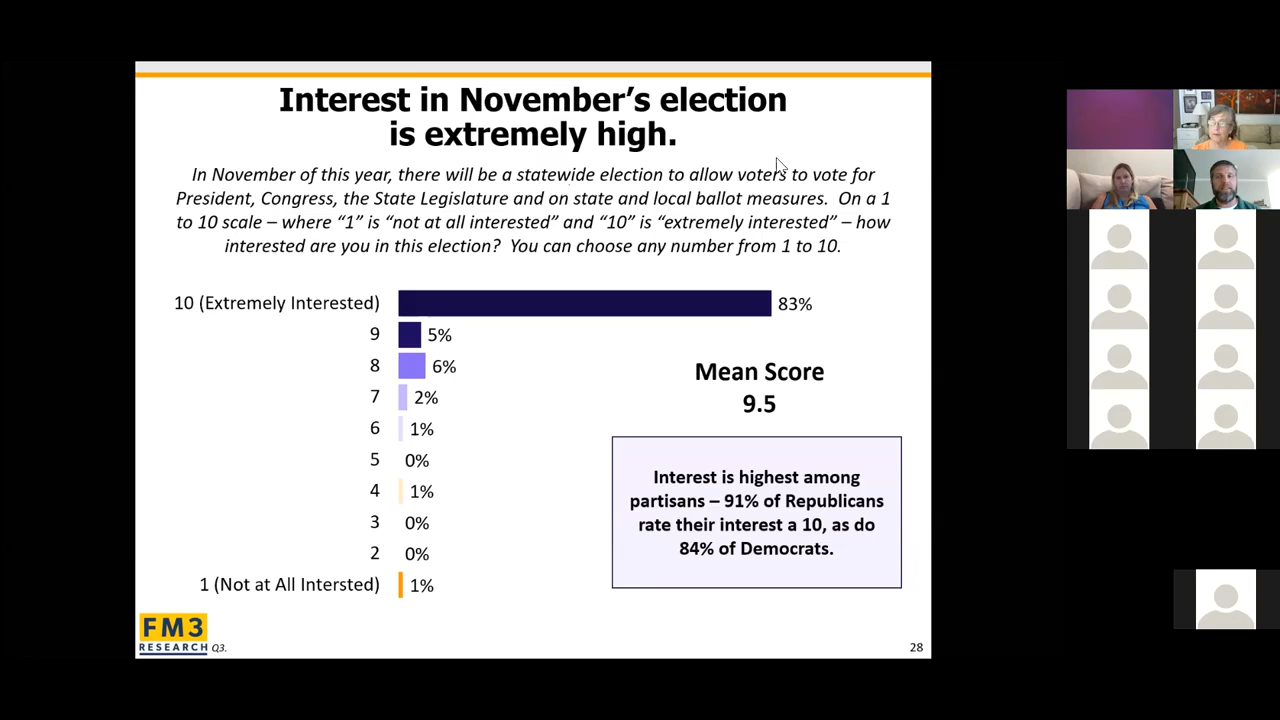 Interest in November’s election
is extremely high.
In November of this year, there will be a statewide election to allow voters to vote for
President, Congress, the State Legislature and on state and local ballot measures. On a 1
to 10 scale – where “1” is “not at all interested” and “10” is “extremely interested” – how
interested are you in this election? You can choose any number from 1 to 10.
10 (Extremely Interested) 83%
9 5%
8 6%
7 2%
6 1%
5 0%
4 1%
3 0%
2 0%
1 (Not at All Intersted) 1%
Mean Score
9.5
Interest is highest among
partisans – 91% of Republicans
rate their interest a 10, as do
84% of Democrats.
FM3
RESEARCH
Q3.
28